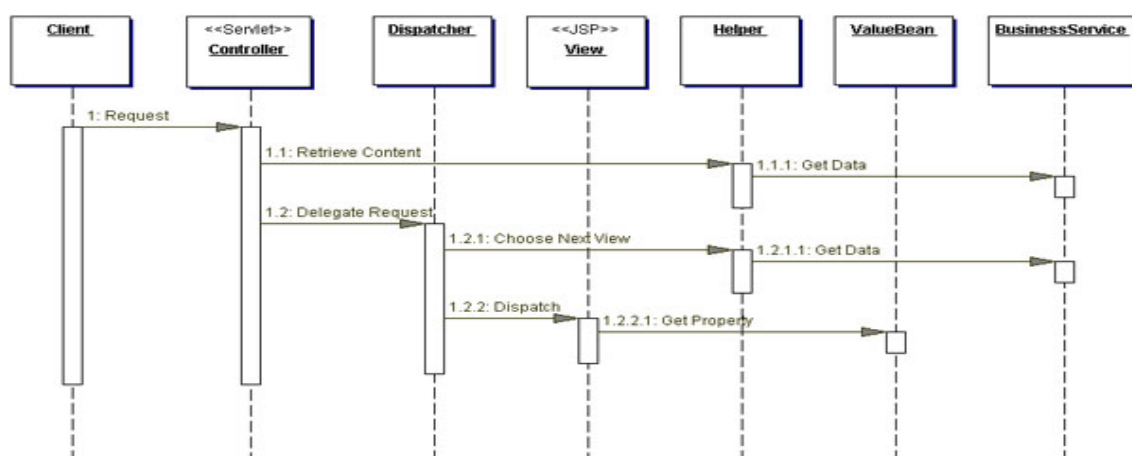 Client
<<Servlet>>
Controller
Dispatcher
<<JSP>>
View
Helper
ValueBean
BusinessService
1: Request
1.1: Retrieve Content
1.1.1: Get Data
1.2: Delegate Request
1.2.1: Choose Next View
1.2.1.1: Get Data
1.2.2: Dispatch
1.2.2.1: Get Property